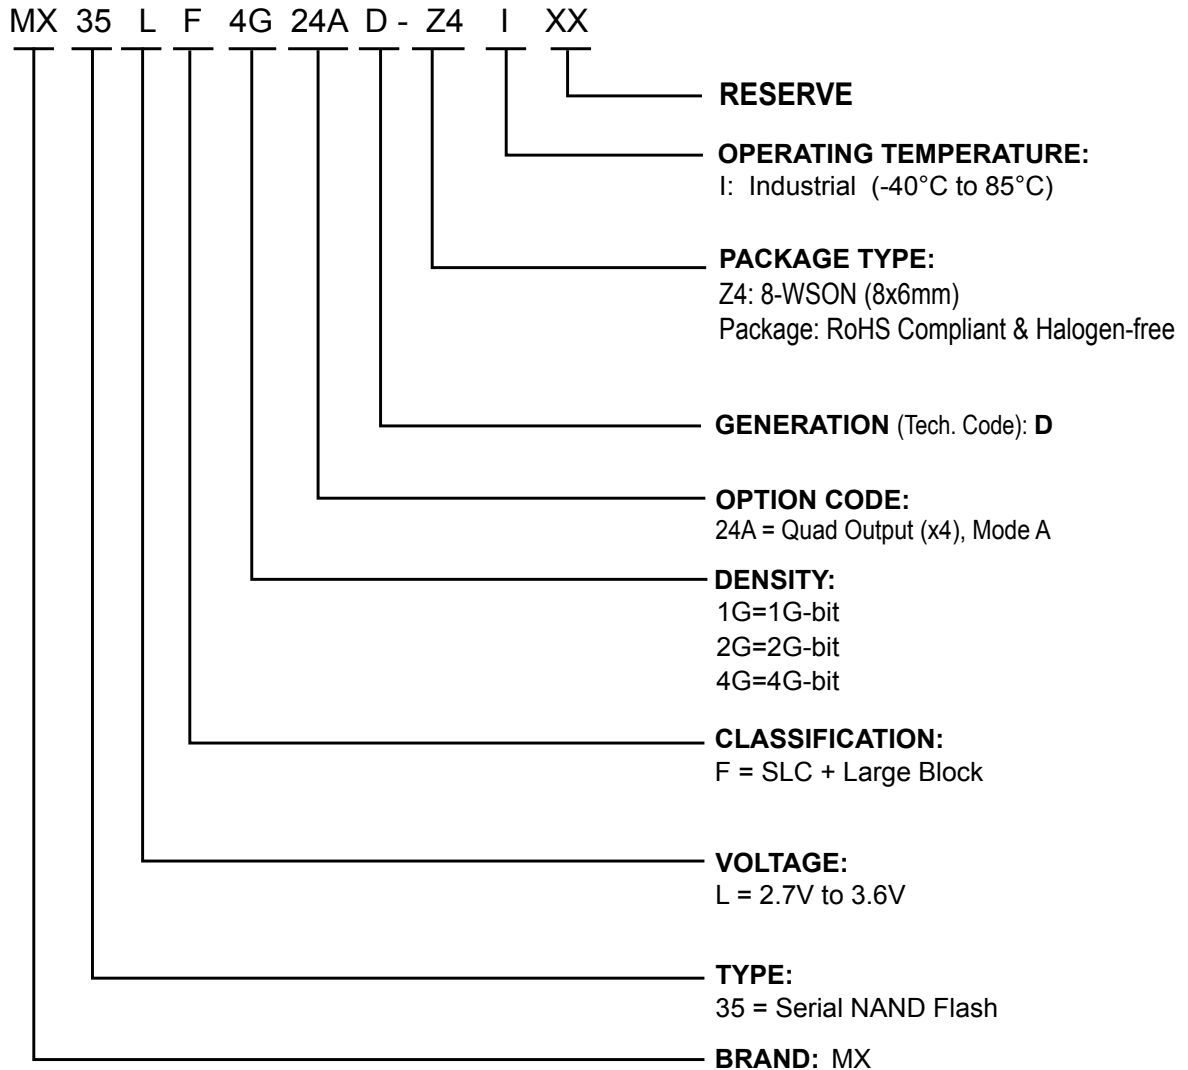 MX 35 L F 4G 24A D - Z4 I XX
RESERVE
OPERATING TEMPERATURE:
I: Industrial (-40°C to 85°C)
PACKAGE TYPE:
Z4: 8-WSON (8x6mm)
Package: RoHS Compliant & Halogen-free
GENERATION (Tech. Code): D
OPTION CODE:
24A = Quad Output (x4), Mode A
DENSITY:
1G=1G-bit
2G=2G-bit
4G=4G-bit
CLASSIFICATION:
F = SLC + Large Block
VOLTAGE:
L = 2.7V to 3.6V
TYPE:
35 = Serial NAND Flash
BRAND: MX